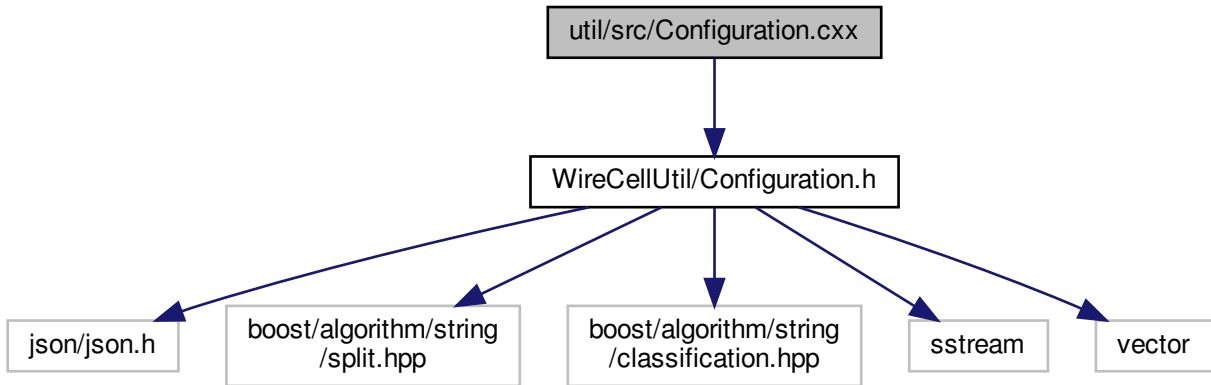 util/src/Configuration.cxx
WireCellUtil/Configuration.h
json/json.h
boost/algorithm/string
/split.hpp
boost/algorithm/string
/classification.hpp
sstream
vector